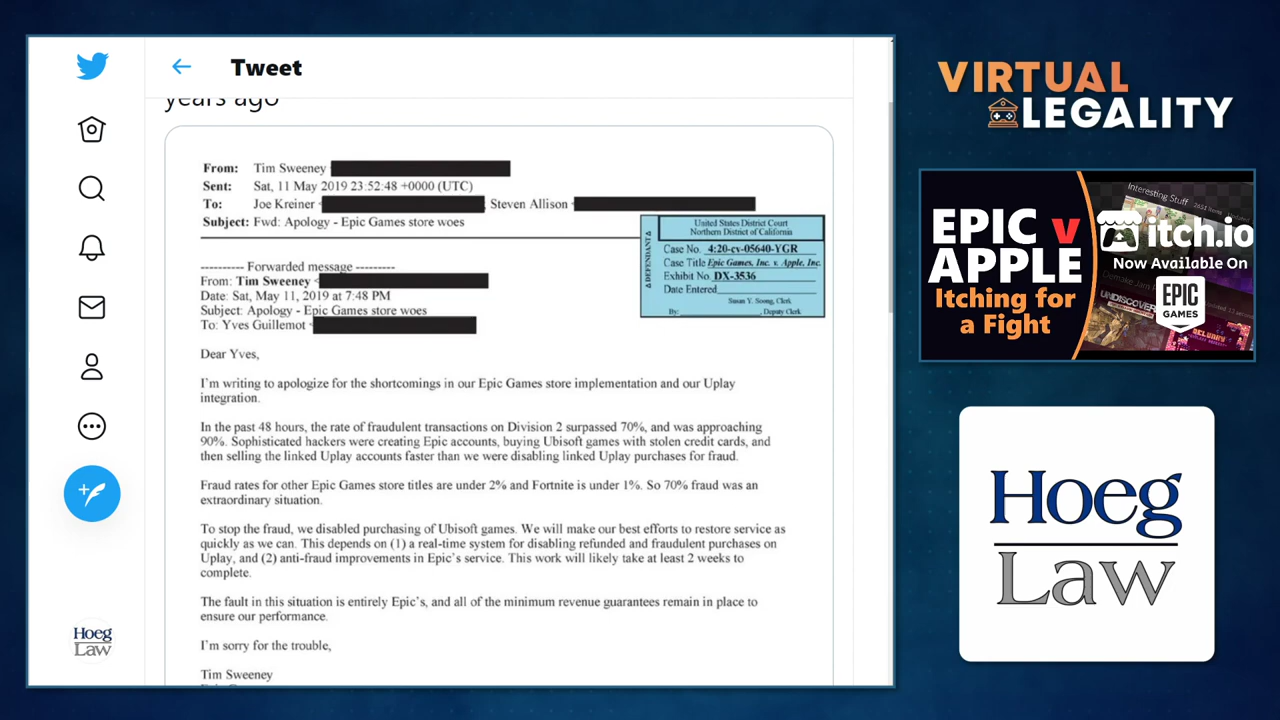 Tweet
years ago
From: Tim Sweeney
Sent: Sat, 11 May 2019 23:52:48 +0000 (UTC)
To: Joe Kreiner , Steven Allison
Subject: Fwd: Apology - Epic Games store woes
DEFENDANT
United States District Court
Northern District of California
Case No. 4:20-cv-05640-YGR
Case Title Epic Games, Inc. v. Apple, Inc.
Exhibit No. DX-3536
Date Entered
Susan Y. Soong, Clerk
By: , Deputy Clerk
---------- Forwarded message ---------
From: Tim Sweeney <
Date: Sat, May 11, 2019 at 7:48 PM
Subject: Apology - Epic Games store woes
To: Yves Guillemot
Dear Yves,
I'm writing to apologize for the shortcomings in our Epic Games store implementation and our Uplay
integration.
In the past 48 hours, the rate of fraudulent transactions on Division 2 surpassed 70%, and was approaching
90%. Sophisticated hackers were creating Epic accounts, buying Ubisoft games with stolen credit cards, and
then selling the linked Uplay accounts faster than we were disabling linked Uplay purchases for fraud.
Fraud rates for other Epic Games store titles are under 2% and Fortnite is under 1%. So 70% fraud was an
extraordinary situation.
To stop the fraud, we disabled purchasing of Ubisoft games. We will make our best efforts to restore service as
quickly as we can. This depends on (1) a real-time system for disabling refunded and fraudulent purchases on
Uplay, and (2) anti-fraud improvements in Epic's service. This work will likely take at least 2 weeks to
complete.
The fault in this situation is entirely Epic's, and all of the minimum revenue guarantees remain in place to
ensure our performance.
I'm sorry for the trouble,
Tim Sweeney
Hoeg
Law
VIRTUAL
LEGALITY
EPIC v
APPLE
Itching for
a Fight
Interesting Stuff
itch.io
Now Available On
EPIC
GAMES
UNDISCOVER
Hoeg
Law